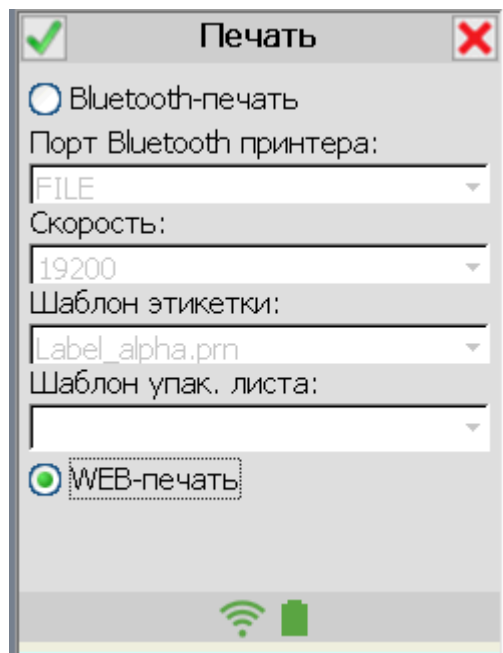 Печать
Bluetooth-печать
Порт Bluetooth принтера:
FILE
Скорость:
19200
Шаблон этикетки:
Label_alpha.prn
Шаблон упак. листа:
WEB-печать